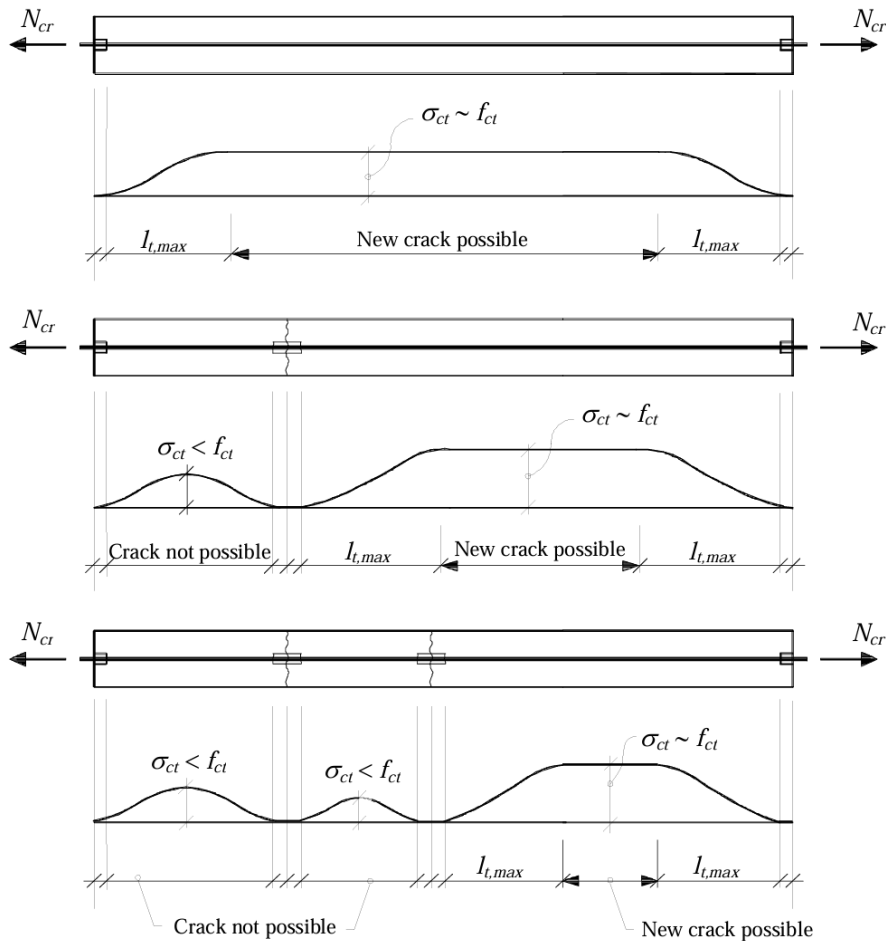 N_cr N_cr
σ_ct ~ f_ct
l_t,max New crack possible l_t,max
N_cr N_cr
σ_ct < f_ct σ_ct ~ f_ct
Crack not possible l_t,max New crack possible l_t,max
N_cr N_cr
σ_ct < f_ct σ_ct < f_ct σ_ct ~ f_ct
l_t,max l_t,max
Crack not possible New crack possible